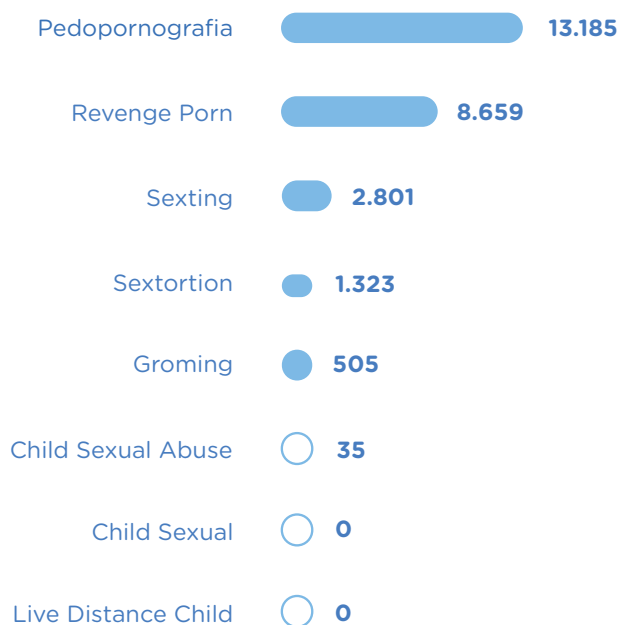 Pedopornografia 13.185
Revenge Porn 8.659
Sexting 2.801
Sextortion 1.323
Groming 505
Child Sexual Abuse 35
Child Sexual 0
Live Distance Child 0